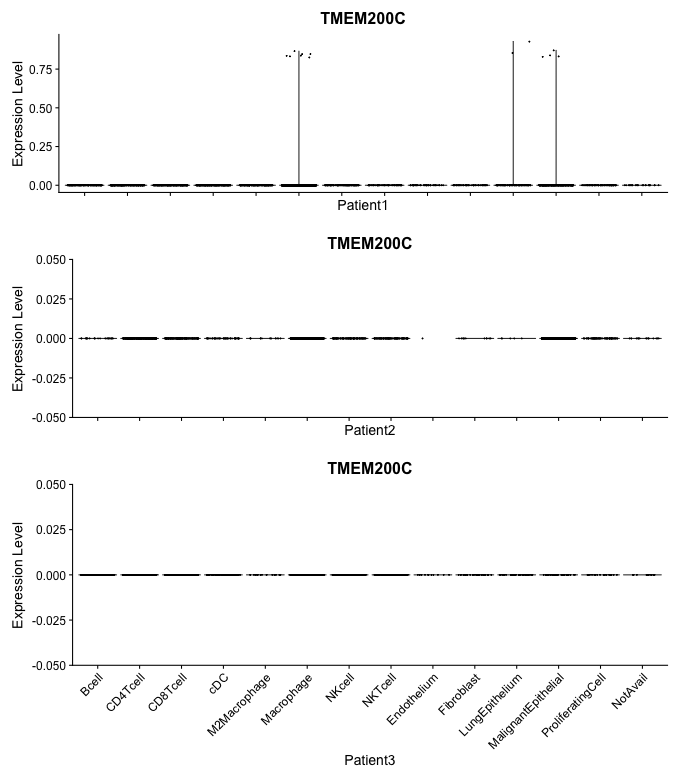 TMEM200C
Expression Level
0.75
0.50
0.25
0.00
Patient1
TMEM200C
Expression Level
0.050
0.025
0.000
-0.025
-0.050
Patient2
TMEM200C
Expression Level
0.050
0.025
0.000
-0.025
-0.050
Bcell
CD4Tcell
CD8Tcell
cDC
M2Macrophage
Macrophage
NKcell
NKTcell
Endothelium
Fibroblast
LungEpithelium
MalignantEpithelial
ProliferatingCell
NotAvail
Patient3